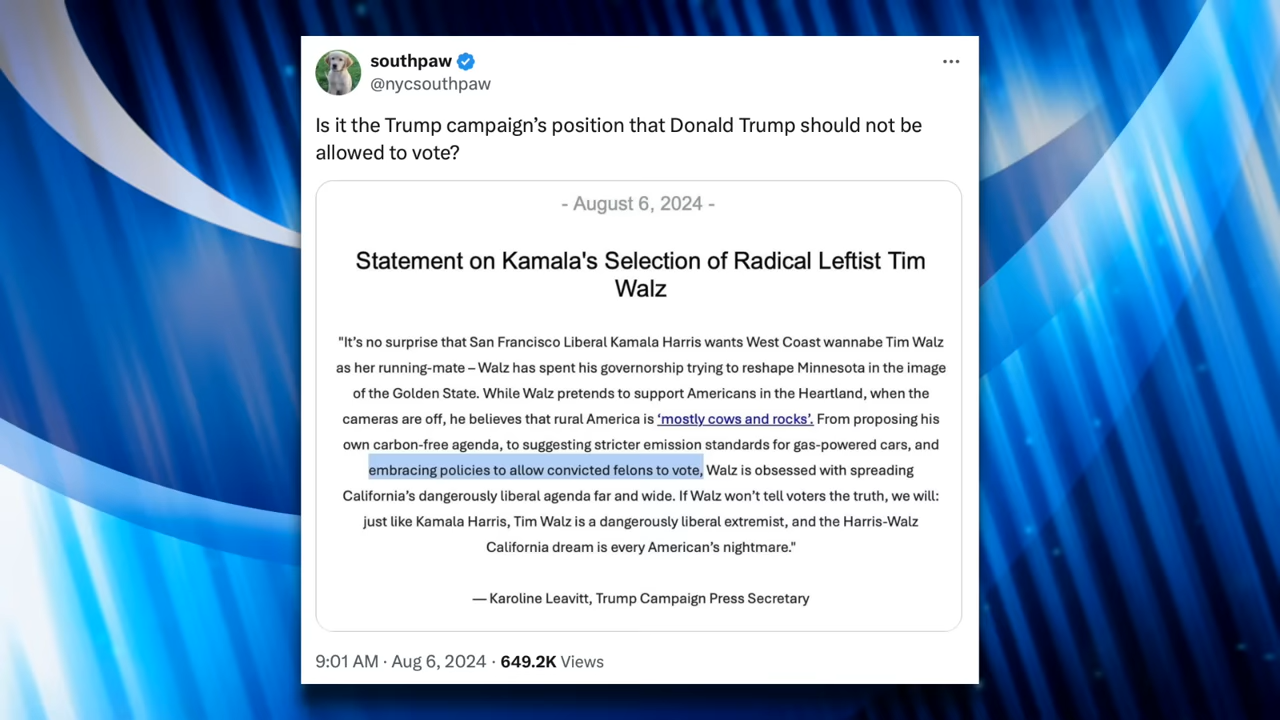 southpaw
@nycsouthpaw
Is it the Trump campaign’s position that Donald Trump should not be
allowed to vote?
- August 6, 2024 -
Statement on Kamala's Selection of Radical Leftist Tim
Walz
"It’s no surprise that San Francisco Liberal Kamala Harris wants West Coast wannabe Tim Walz
as her running-mate – Walz has spent his governorship trying to reshape Minnesota in the image
of the Golden State. While Walz pretends to support Americans in the Heartland, when the
cameras are off, he believes that rural America is ‘mostly cows and rocks’. From proposing his
own carbon-free agenda, to suggesting stricter emission standards for gas-powered cars, and
embracing policies to allow convicted felons to vote, Walz is obsessed with spreading
California’s dangerously liberal agenda far and wide. If Walz won’t tell voters the truth, we will:
just like Kamala Harris, Tim Walz is a dangerously liberal extremist, and the Harris-Walz
California dream is every American’s nightmare."
— Karoline Leavitt, Trump Campaign Press Secretary
9:01 AM · Aug 6, 2024 · 649.2K Views